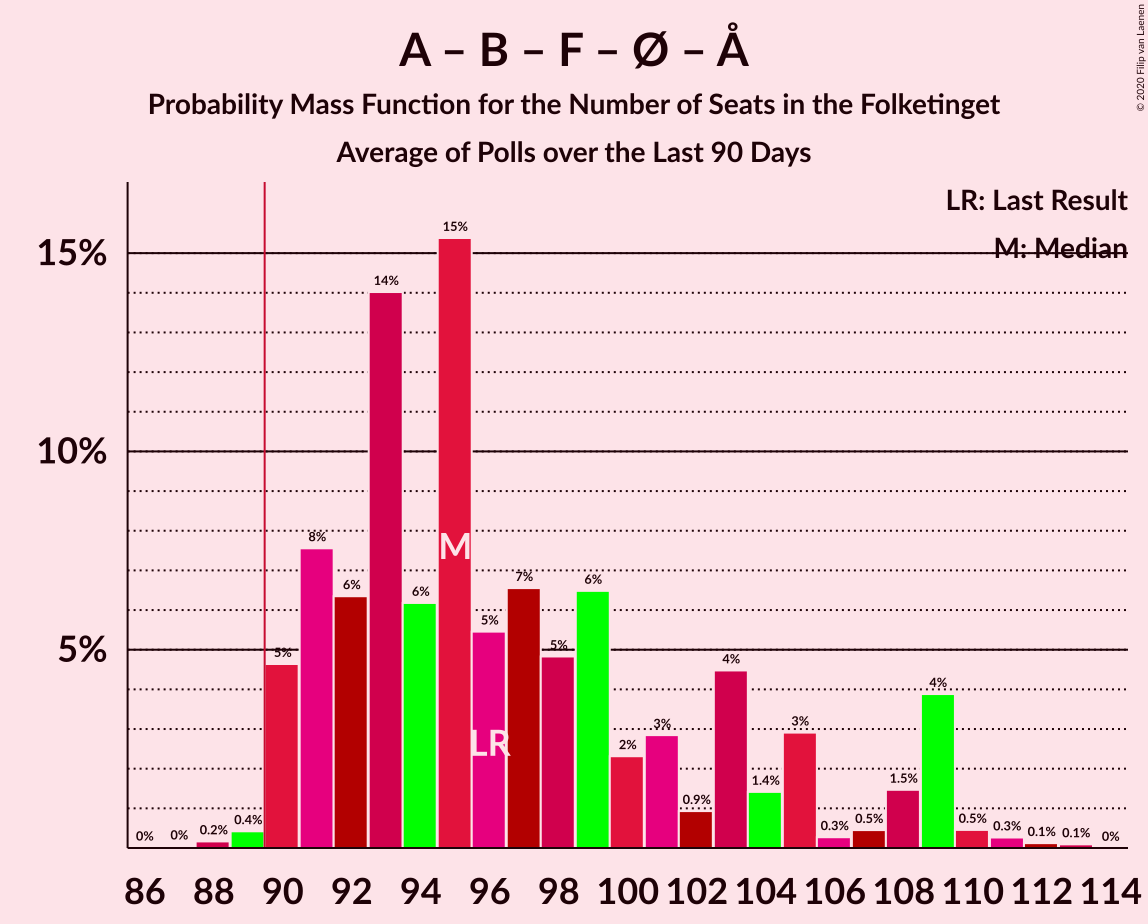 A – B – F – Ø – Å
Probability Mass Function for the Number of Seats in the Folketinget
Average of Polls over the Last 90 Days
© 2020 Filip van Laenen
LR: Last Result
M: Median
15%
10%
5%
0% 0% 0.2% 0.4% 5% 8% 6% 14% 6% 15% 5% 7% 5% 6% 2% 3% 0.9% 4% 1.4% 3% 0.3% 0.5% 1.5% 4% 0.5% 0.3% 0.1% 0.1% 0%
M
LR
86 88 90 92 94 96 98 100 102 104 106 108 110 112 114